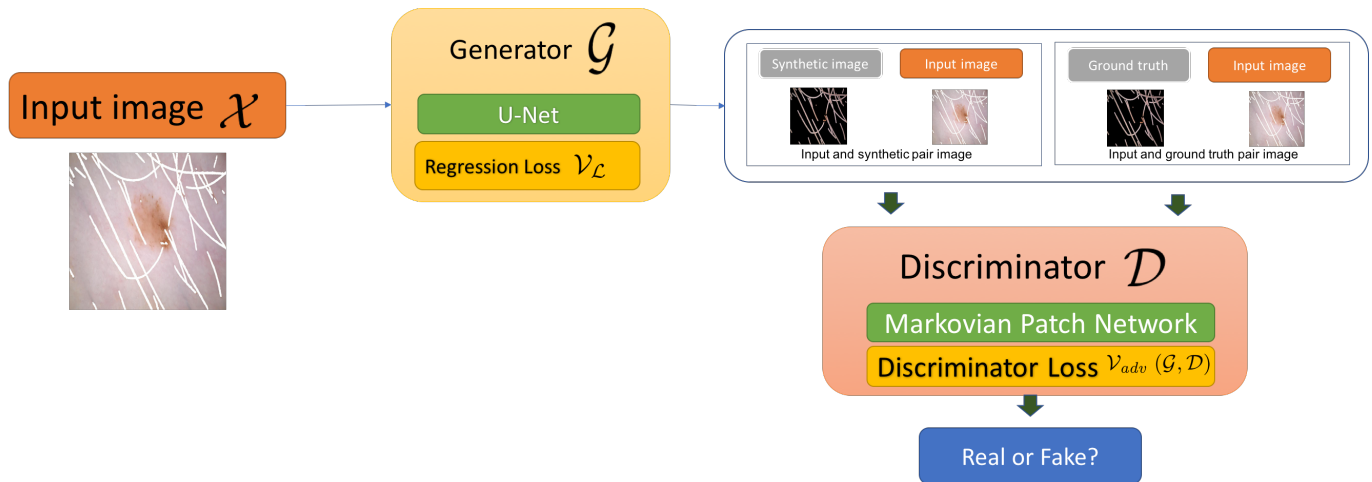 Input image 𝒳
Generator 𝒢
U-Net
Regression Loss 𝒱_ℒ
Synthetic image
Input image
Input and synthetic pair image
Ground truth
Input image
Input and ground truth pair image
Discriminator 𝒟
Markovian Patch Network
Discriminator Loss 𝒱_adv (𝒢, 𝒟)
Real or Fake?